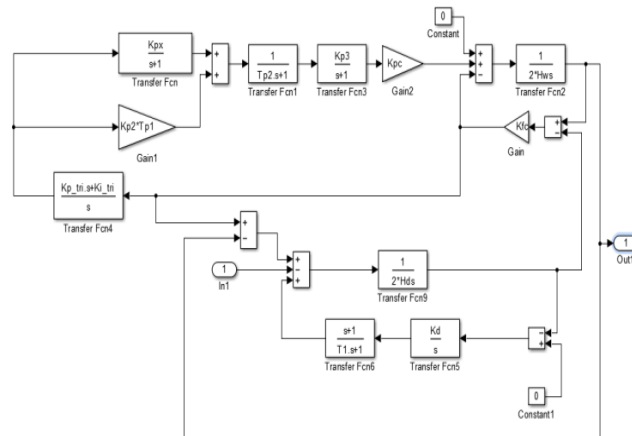 Kpx
s+1
Transfer Fcn
+
+
1
Tp2.s+1
Transfer Fcn1
Kp3
s+1
Transfer Fcn3
Kpc
Gain2
0
Constant
+
+
−
1
2*Hws
Transfer Fcn2
Kp2*Tp1
Gain1
Kfc
Gain
+
−
Kp_tri.s+Ki_tri
s
Transfer Fcn4
+
−
1
In1
+
−
+
1
2*Hds
Transfer Fcn9
1
Out1
s+1
T1.s+1
Transfer Fcn6
Kd
s
Transfer Fcn5
−
+
0
Constant1